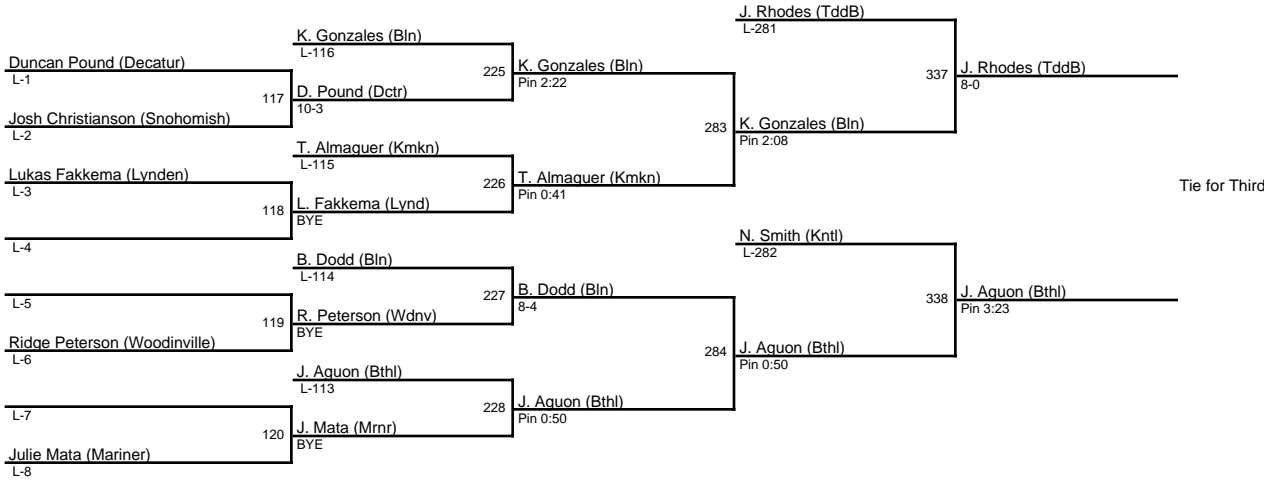 J. Rhodes (TddB)
L-281
K. Gonzales (Bln)
L-116
Duncan Pound (Decatur)
L-1
225
K. Gonzales (Bln)
Pin 2:22
337
J. Rhodes (TddB)
8-0
117
D. Pound (Dctr)
10-3
Josh Christianson (Snohomish)
L-2
283
K. Gonzales (Bln)
Pin 2:08
T. Almaguer (Kmkn)
L-115
Lukas Fakkema (Lynden)
L-3
226
T. Almaguer (Kmkn)
Pin 0:41
Tie for Third
118
L. Fakkema (Lynd)
BYE
L-4
N. Smith (Kntl)
L-282
B. Dodd (Bln)
L-114
L-5
227
B. Dodd (Bln)
8-4
338
J. Aguon (Bthl)
Pin 3:23
119
R. Peterson (Wdnv)
BYE
Ridge Peterson (Woodinville)
L-6
284
J. Aguon (Bthl)
Pin 0:50
J. Aguon (Bthl)
L-113
L-7
228
J. Aguon (Bthl)
Pin 0:50
120
J. Mata (Mrnr)
BYE
Julie Mata (Mariner)
L-8